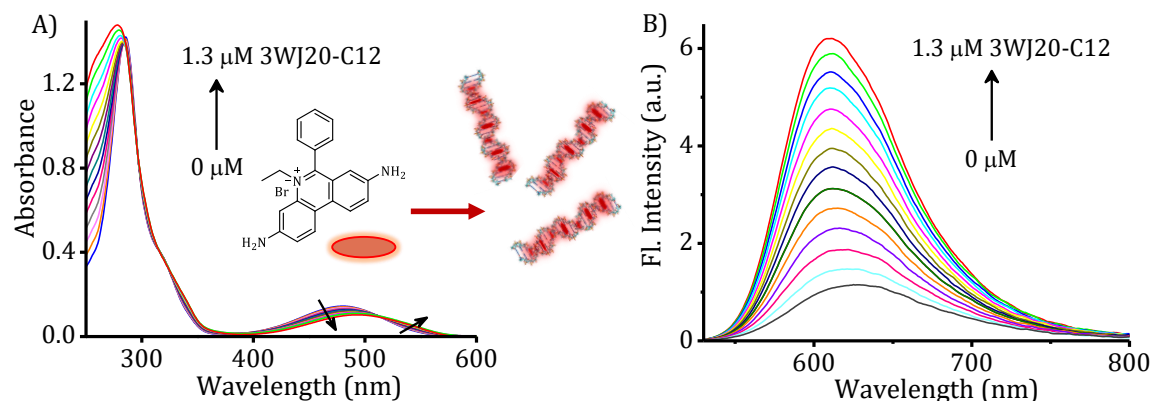 A)
1.3 μM 3WJ20-C12
0 μM
N
+
−
Br
NH₂
H₂N
Absorbance
0.0
0.4
0.8
1.2
300
400
500
600
Wavelength (nm)
B)
1.3 μM 3WJ20-C12
0 μM
Fl. Intensity (a.u.)
0
2
4
6
600
700
800
Wavelength (nm)